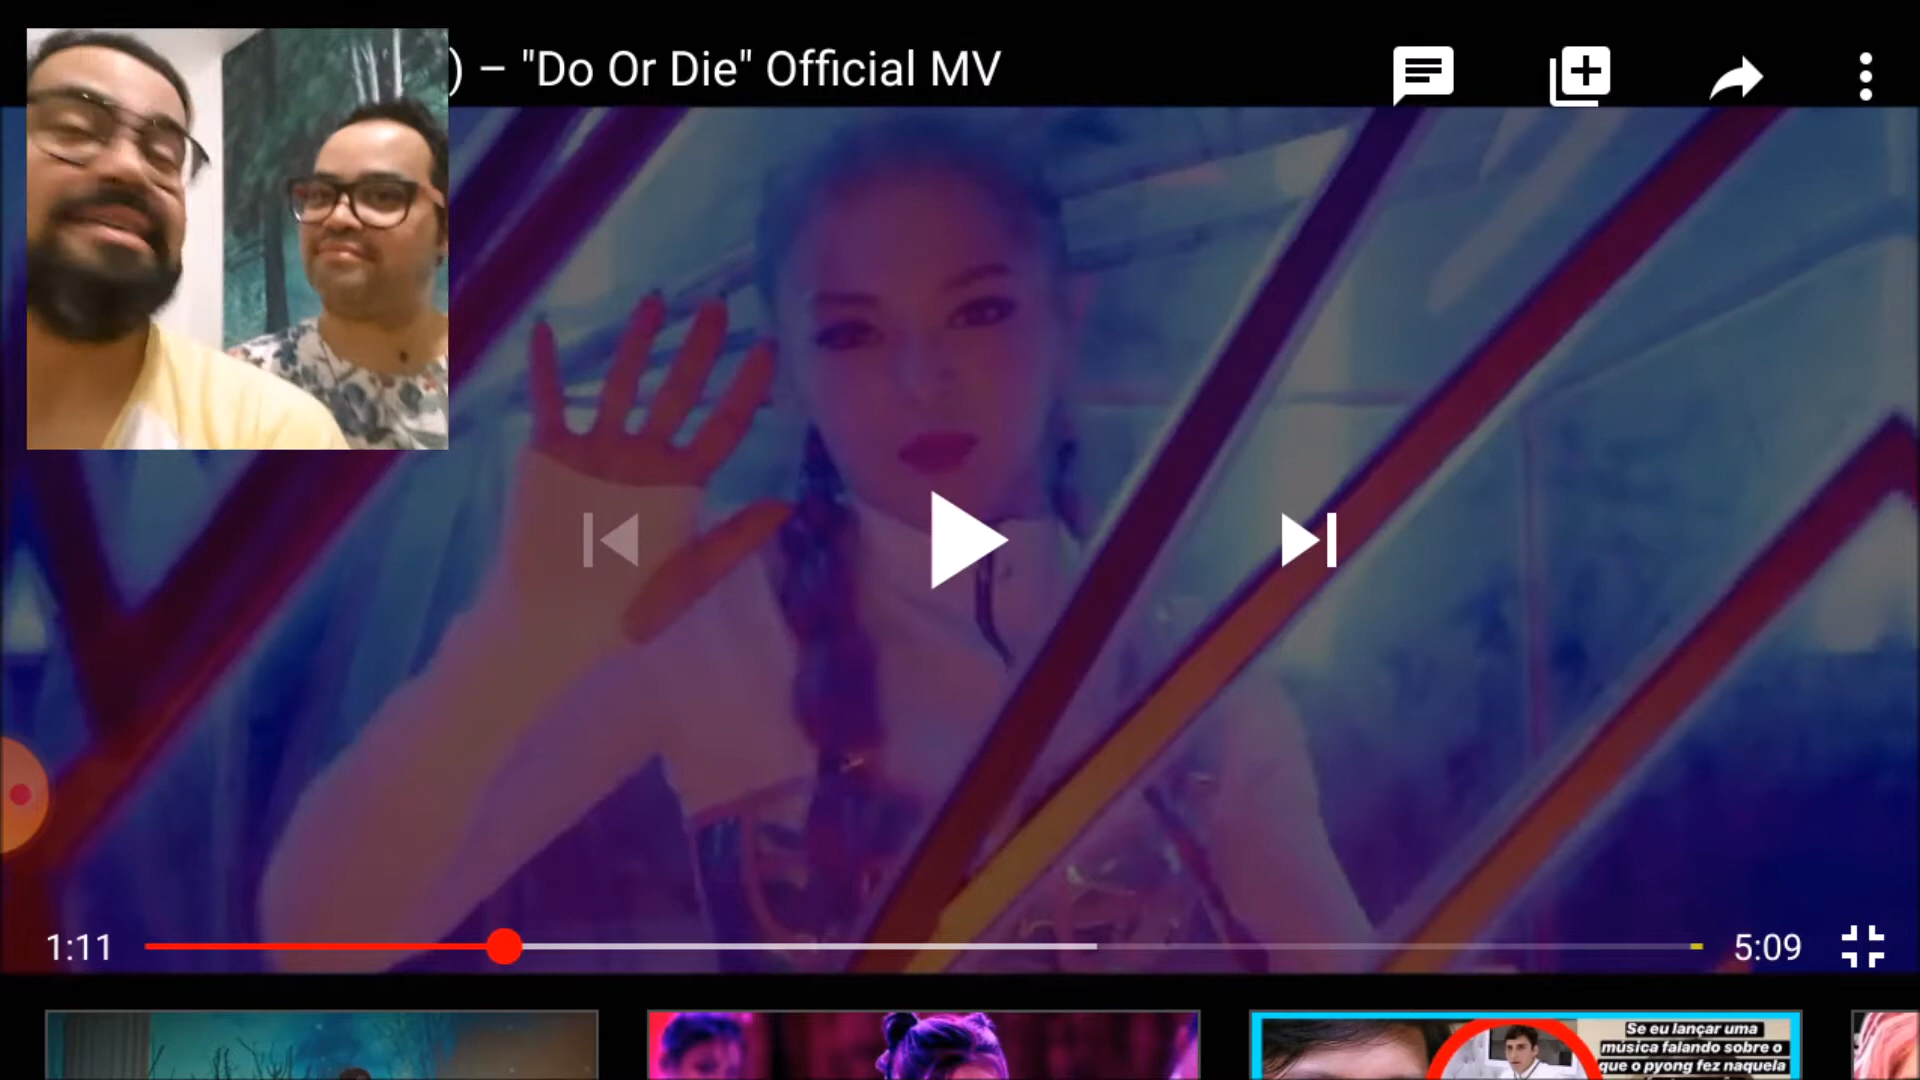 ) – "Do Or Die" Official MV
1:11
5:09
Se eu lançar uma
música falando sobre o
que o pyong fez naquela